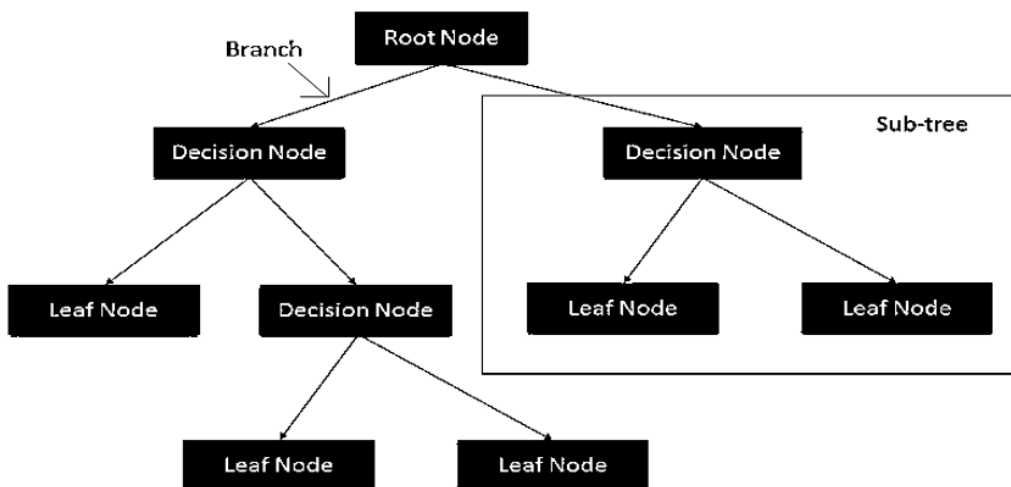 Root Node
Branch
Sub-tree
Decision Node
Decision Node
Leaf Node
Decision Node
Leaf Node
Leaf Node
Leaf Node
Leaf Node